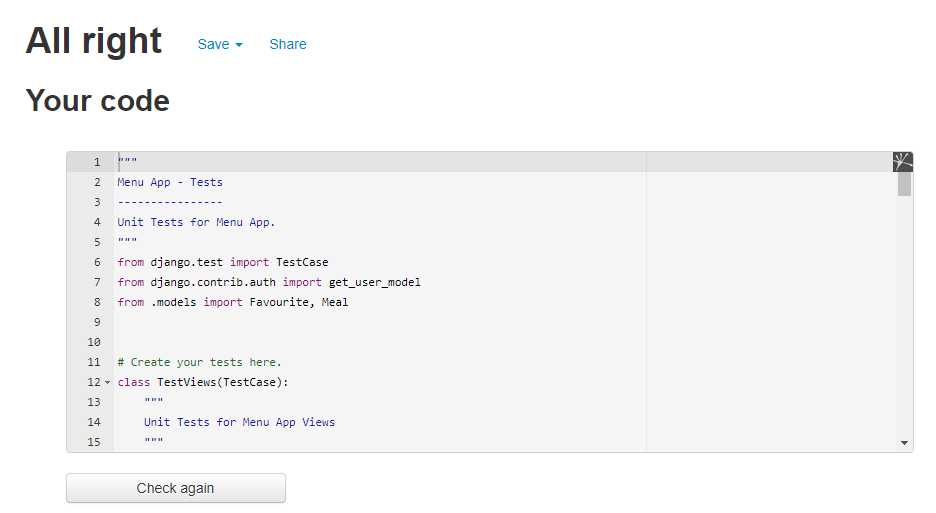 All right
Save
Share
Your code
1 """
2 Menu App - Tests
3 ----------------
4 Unit Tests for Menu App.
5 """
6 from django.test import TestCase
7 from django.contrib.auth import get_user_model
8 from .models import Favourite, Meal
9
10
11 # Create your tests here.
12 class TestViews(TestCase):
13     """
14     Unit Tests for Menu App Views
15     """
Check again